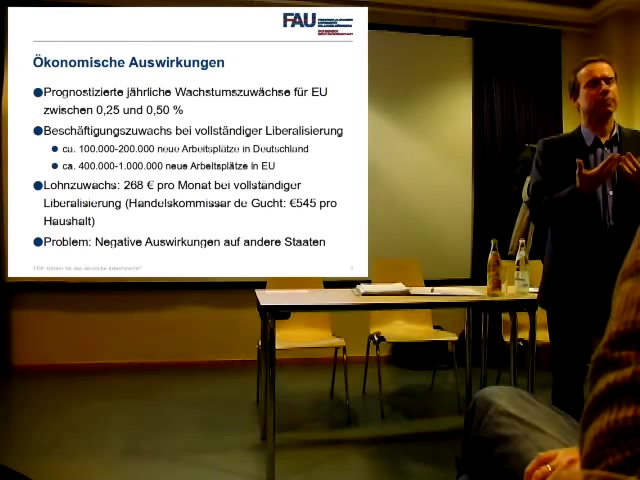 FAU
Ökonomische Auswirkungen
Prognostizierte jährliche Wachstumszuwächse für EU
zwischen 0,25 und 0,50 %
Beschäftigungszuwachs bei vollständiger Liberalisierung
ca. 100.000-200.000 neue Arbeitsplätze in Deutschland
ca. 400.000-1.000.000 neue Arbeitsplätze in EU
Lohnzuwachs: 268 € pro Monat bei vollständiger
Liberalisierung (Handelskommissar de Gucht: €545 pro
Haushalt)
Problem: Negative Auswirkungen auf andere Staaten